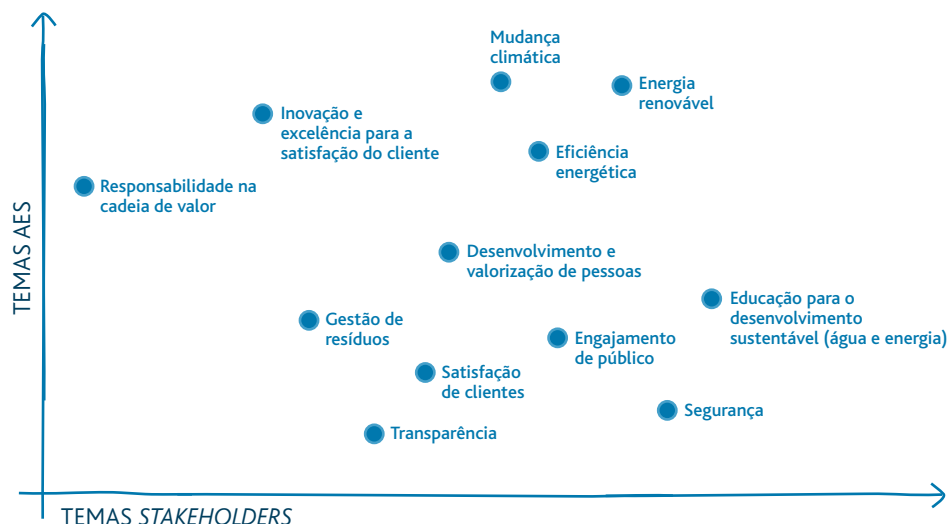 Mudança
climática
Energia
renovável
Inovação e
excelência para a
satisfação do cliente
Eficiência
energética
Responsabilidade na
cadeia de valor
TEMAS AES
Desenvolvimento e
valorização de pessoas
Educação para o
desenvolvimento
sustentável (água e energia)
Gestão de
resíduos
Engajamento
de público
Satisfação
de clientes
Segurança
Transparência
TEMAS STAKEHOLDERS